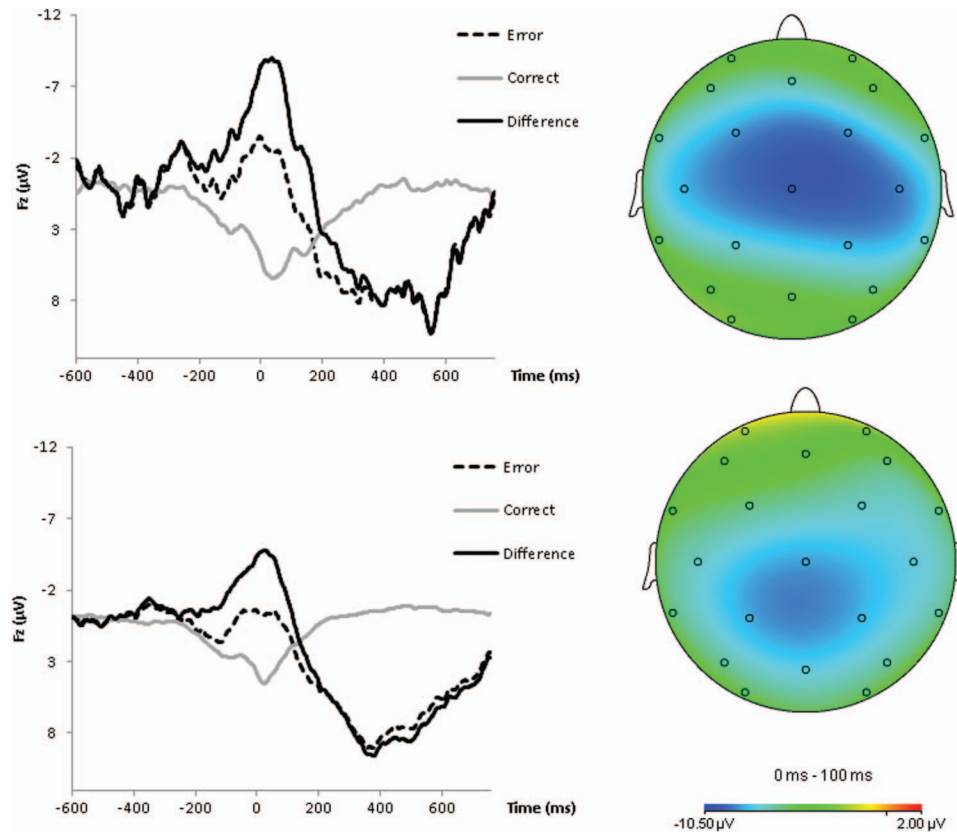 -12
-7
-2
3
8
Fz (µV)
Error
Correct
Difference
-600 -400 -200 0 200 400 600 Time (ms)
-12
-7
-2
3
8
Fz (µV)
Error
Correct
Difference
-600 -400 -200 0 200 400 600 Time (ms)
0 ms - 100 ms
-10.50 µV 2.00 µV